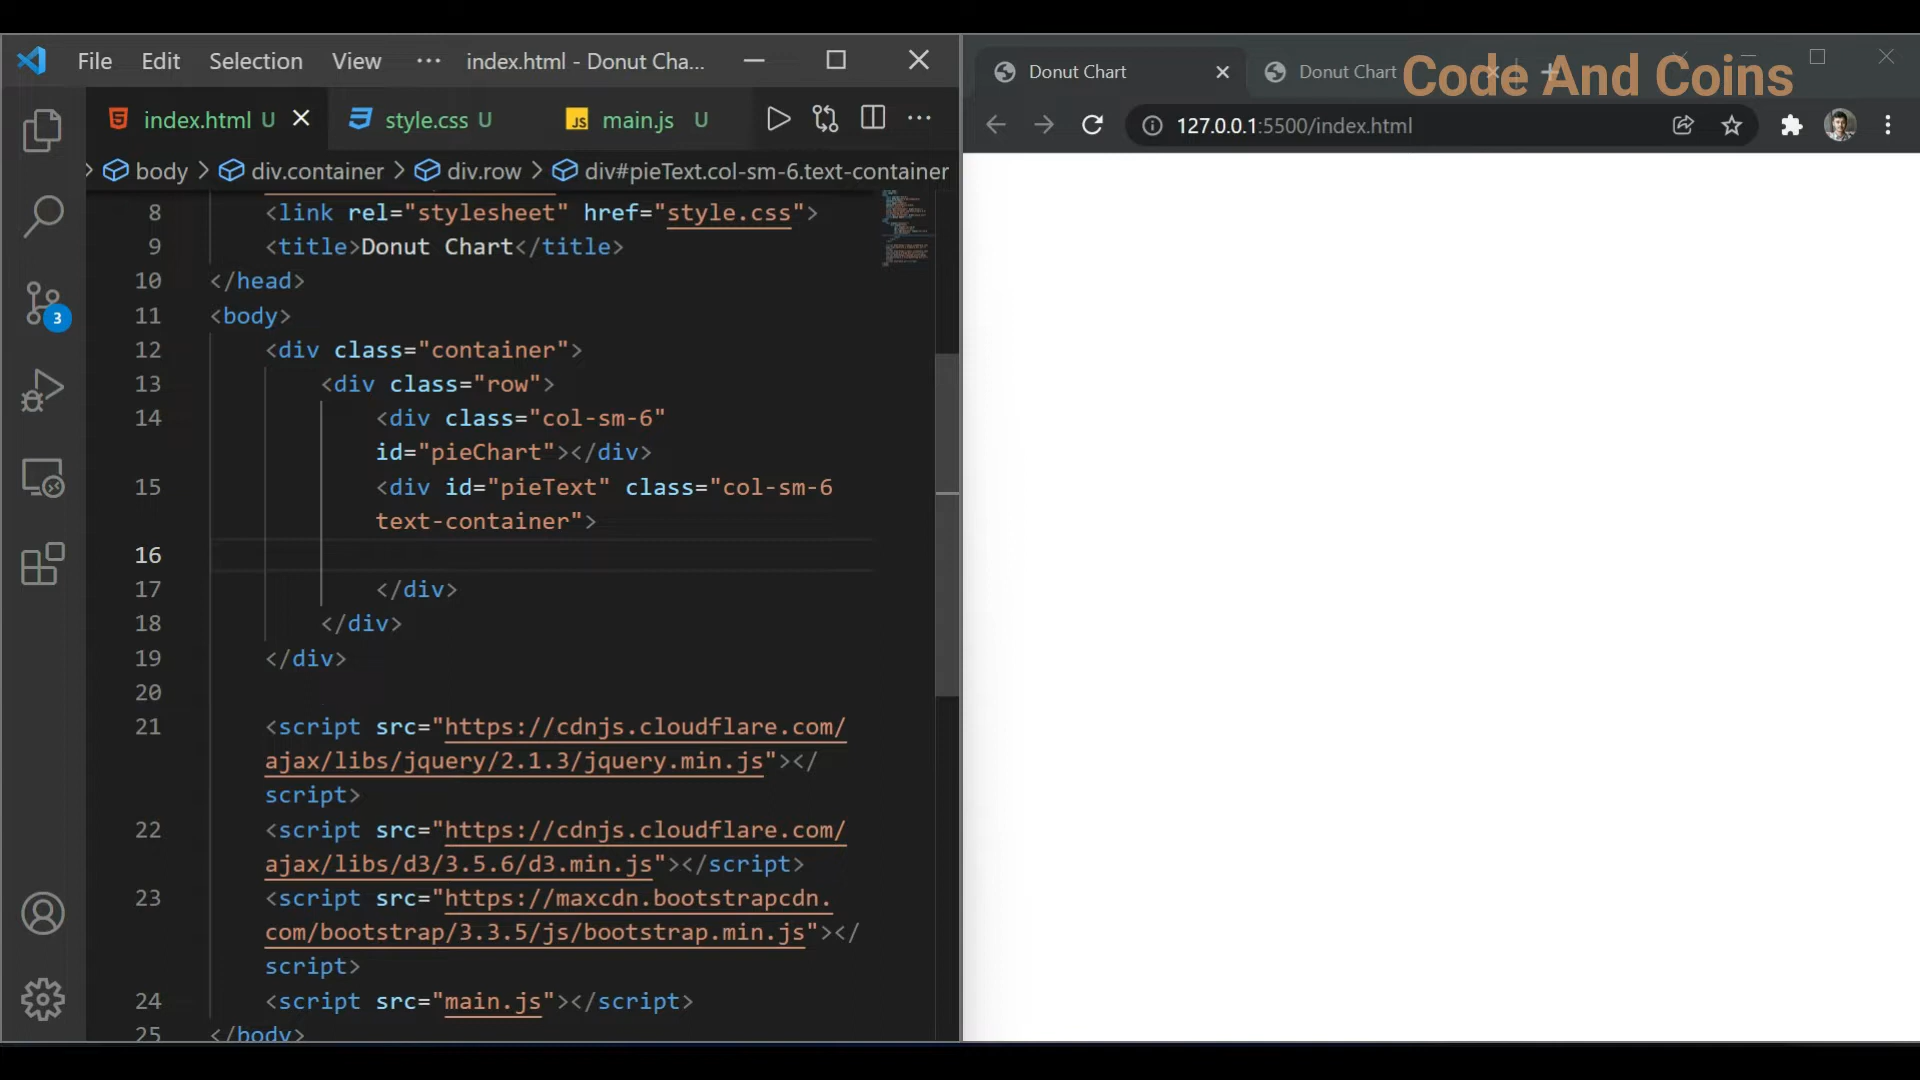 File Edit Selection View ··· index.html - Donut Cha...
index.html U style.css U JS main.js U
body > div.container > div.row > div#pieText.col-sm-6.text-container
8 <link rel="stylesheet" href="style.css">
9 <title>Donut Chart</title>
10 </head>
11 <body>
12 <div class="container">
13 <div class="row">
14 <div class="col-sm-6"
id="pieChart"></div>
15 <div id="pieText" class="col-sm-6
text-container">
16
17 </div>
18 </div>
19 </div>
20
21 <script src="https://cdnjs.cloudflare.com/
ajax/libs/jquery/2.1.3/jquery.min.js"></
script>
22 <script src="https://cdnjs.cloudflare.com/
ajax/libs/d3/3.5.6/d3.min.js"></script>
23 <script src="https://maxcdn.bootstrapcdn.
com/bootstrap/3.3.5/js/bootstrap.min.js"></
script>
24 <script src="main.js"></script>
25 </body>
3
Donut Chart Donut Chart
Code And Coins
127.0.0.1:5500/index.html